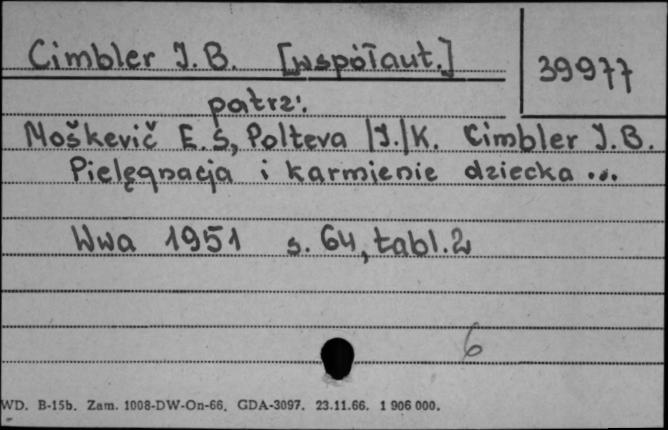 Cimbler J. B. [współaut.]
39977
patrz:
Moškevič E. S, Polteva |J.|K. Cimbler J. B.
Pielęgnacja i karmienie dziecka ...
Wwa 1951 s. 64, tabl. 2
6
WD. B-15b. Zam. 1008-DW-On-66. GDA-3097. 23.11.66. 1 906 000.